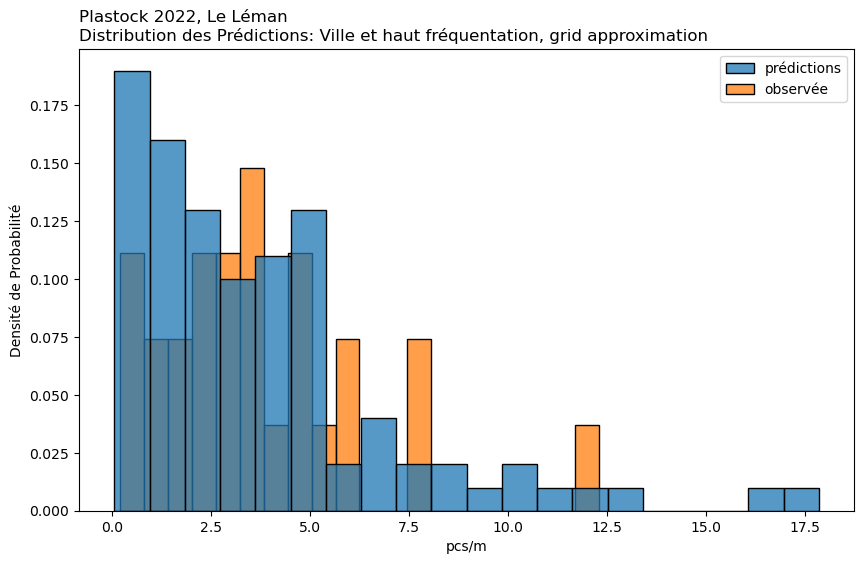 Plastock 2022, Le Léman
Distribution des Prédictions: Ville et haut fréquentation, grid approximation
prédictions
observée
Densité de Probabilité
0.175
0.150
0.125
0.100
0.075
0.050
0.025
0.000
0.0 2.5 5.0 7.5 10.0 12.5 15.0 17.5
pcs/m